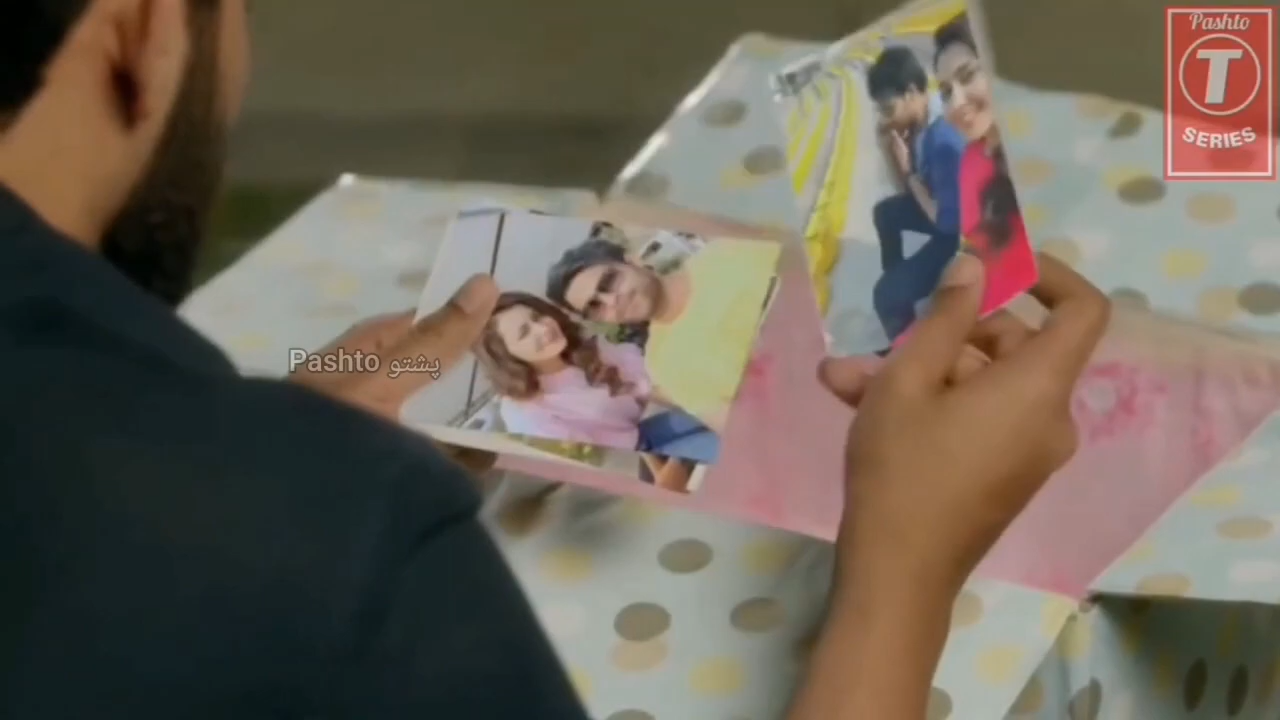 Pashto
T
SERIES
Pashto پښتو